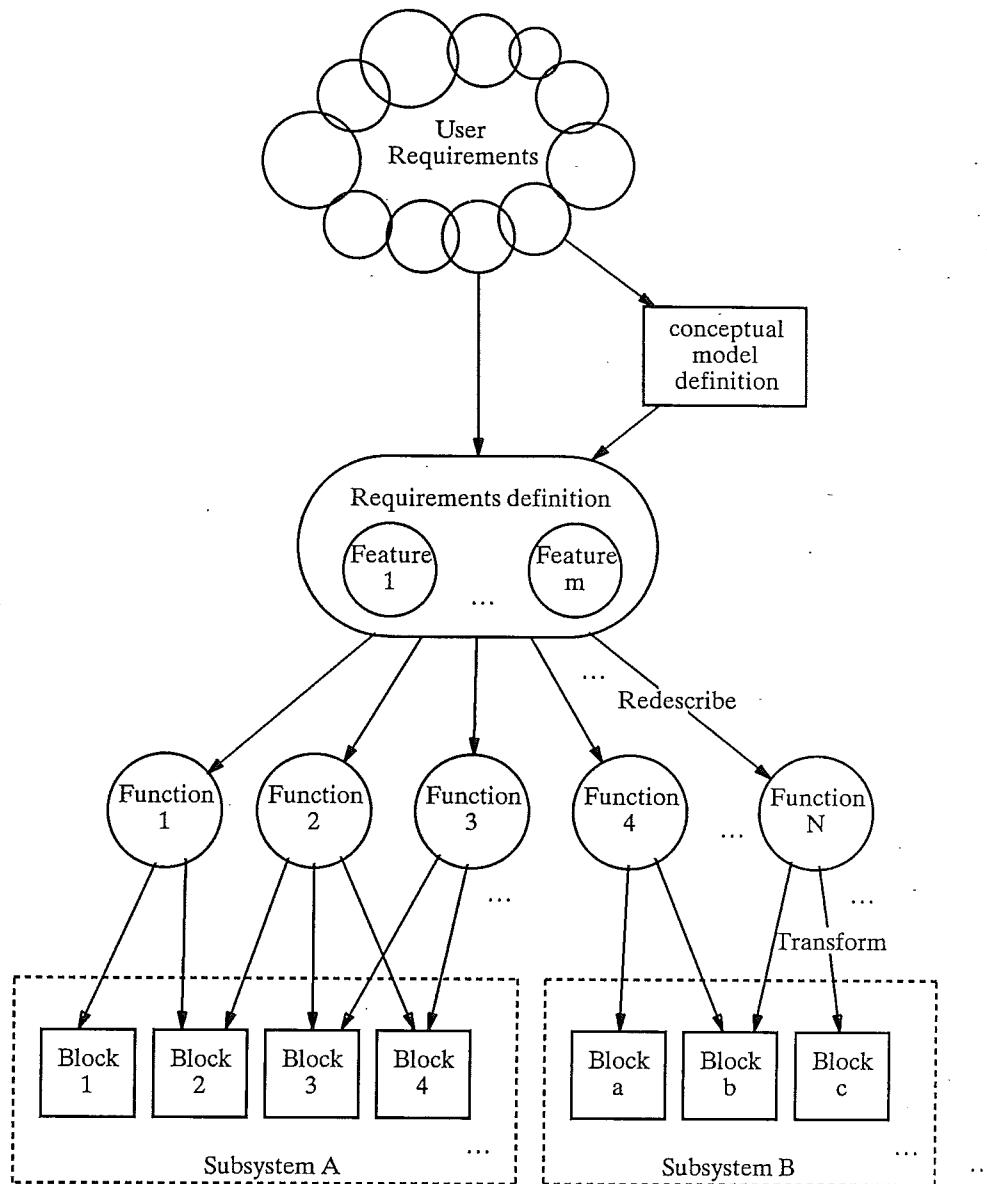 User
Requirements
conceptual
model
definition
Requirements definition
Feature
1
...
Feature
m
...
Redescribe
Function
1
Function
2
Function
3
Function
4
...
Function
N
...
...
Transform
Block
1
Block
2
Block
3
Block
4
Block
a
Block
b
Block
c
...
Subsystem A
...
Subsystem B
..